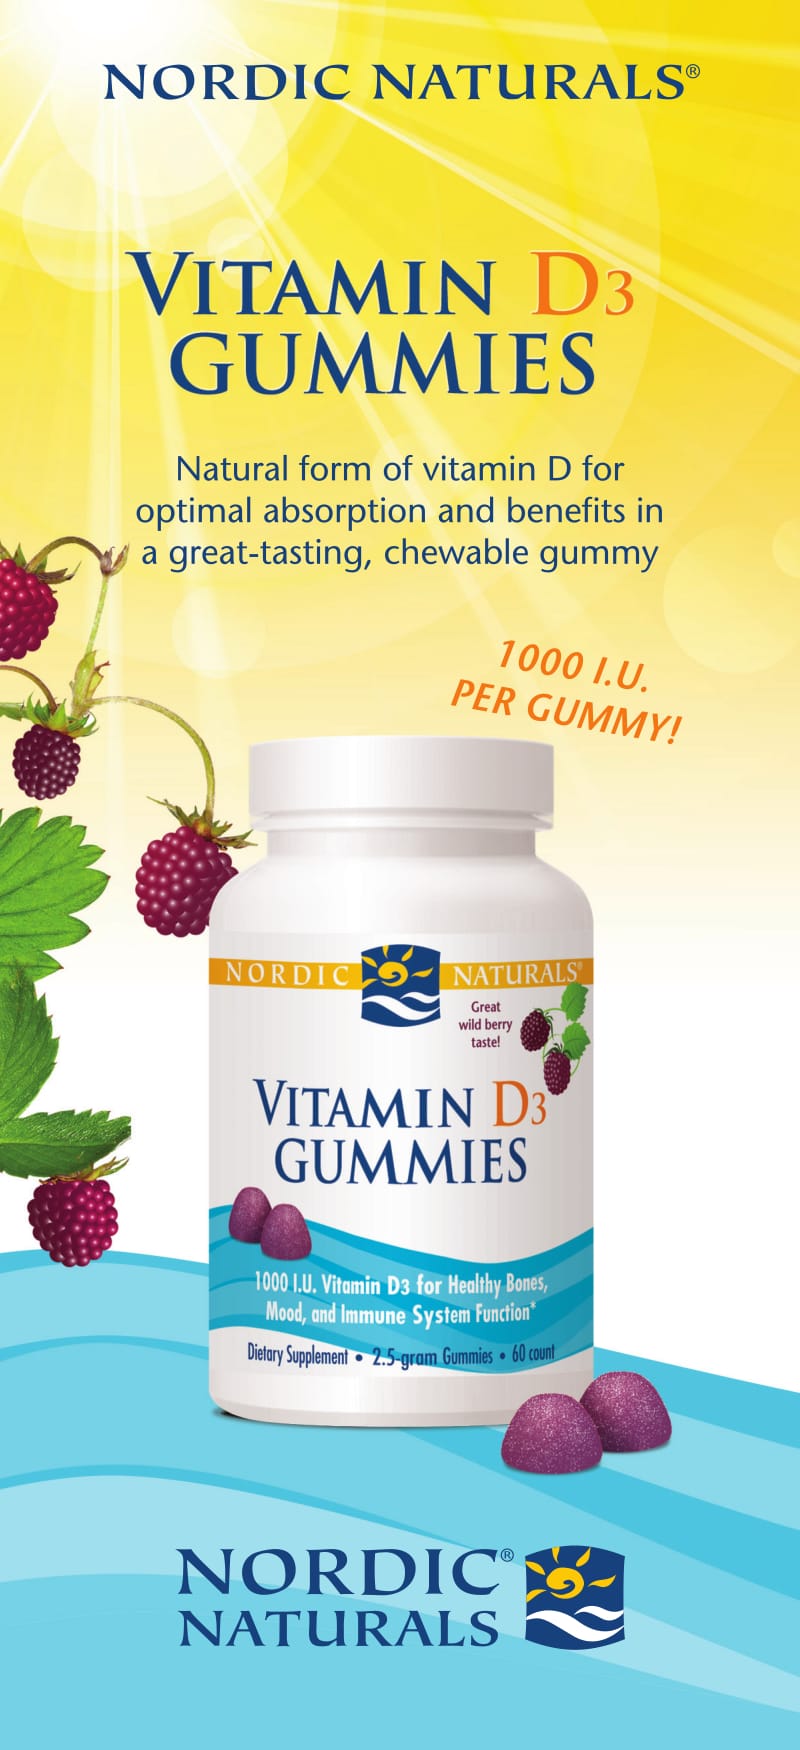 NORDIC NATURALS®
VITAMIN D3
GUMMIES
Natural form of vitamin D for
optimal absorption and benefits in
a great-tasting, chewable gummy
1000 I.U.
PER GUMMY!
NORDIC NATURALS®
Great
wild berry
taste!
VITAMIN D3
GUMMIES
1000 I.U. Vitamin D3 for Healthy Bones,
Mood, and Immune System Function*
Dietary Supplement • 2.5-gram Gummies • 60 count
NORDIC®
NATURALS